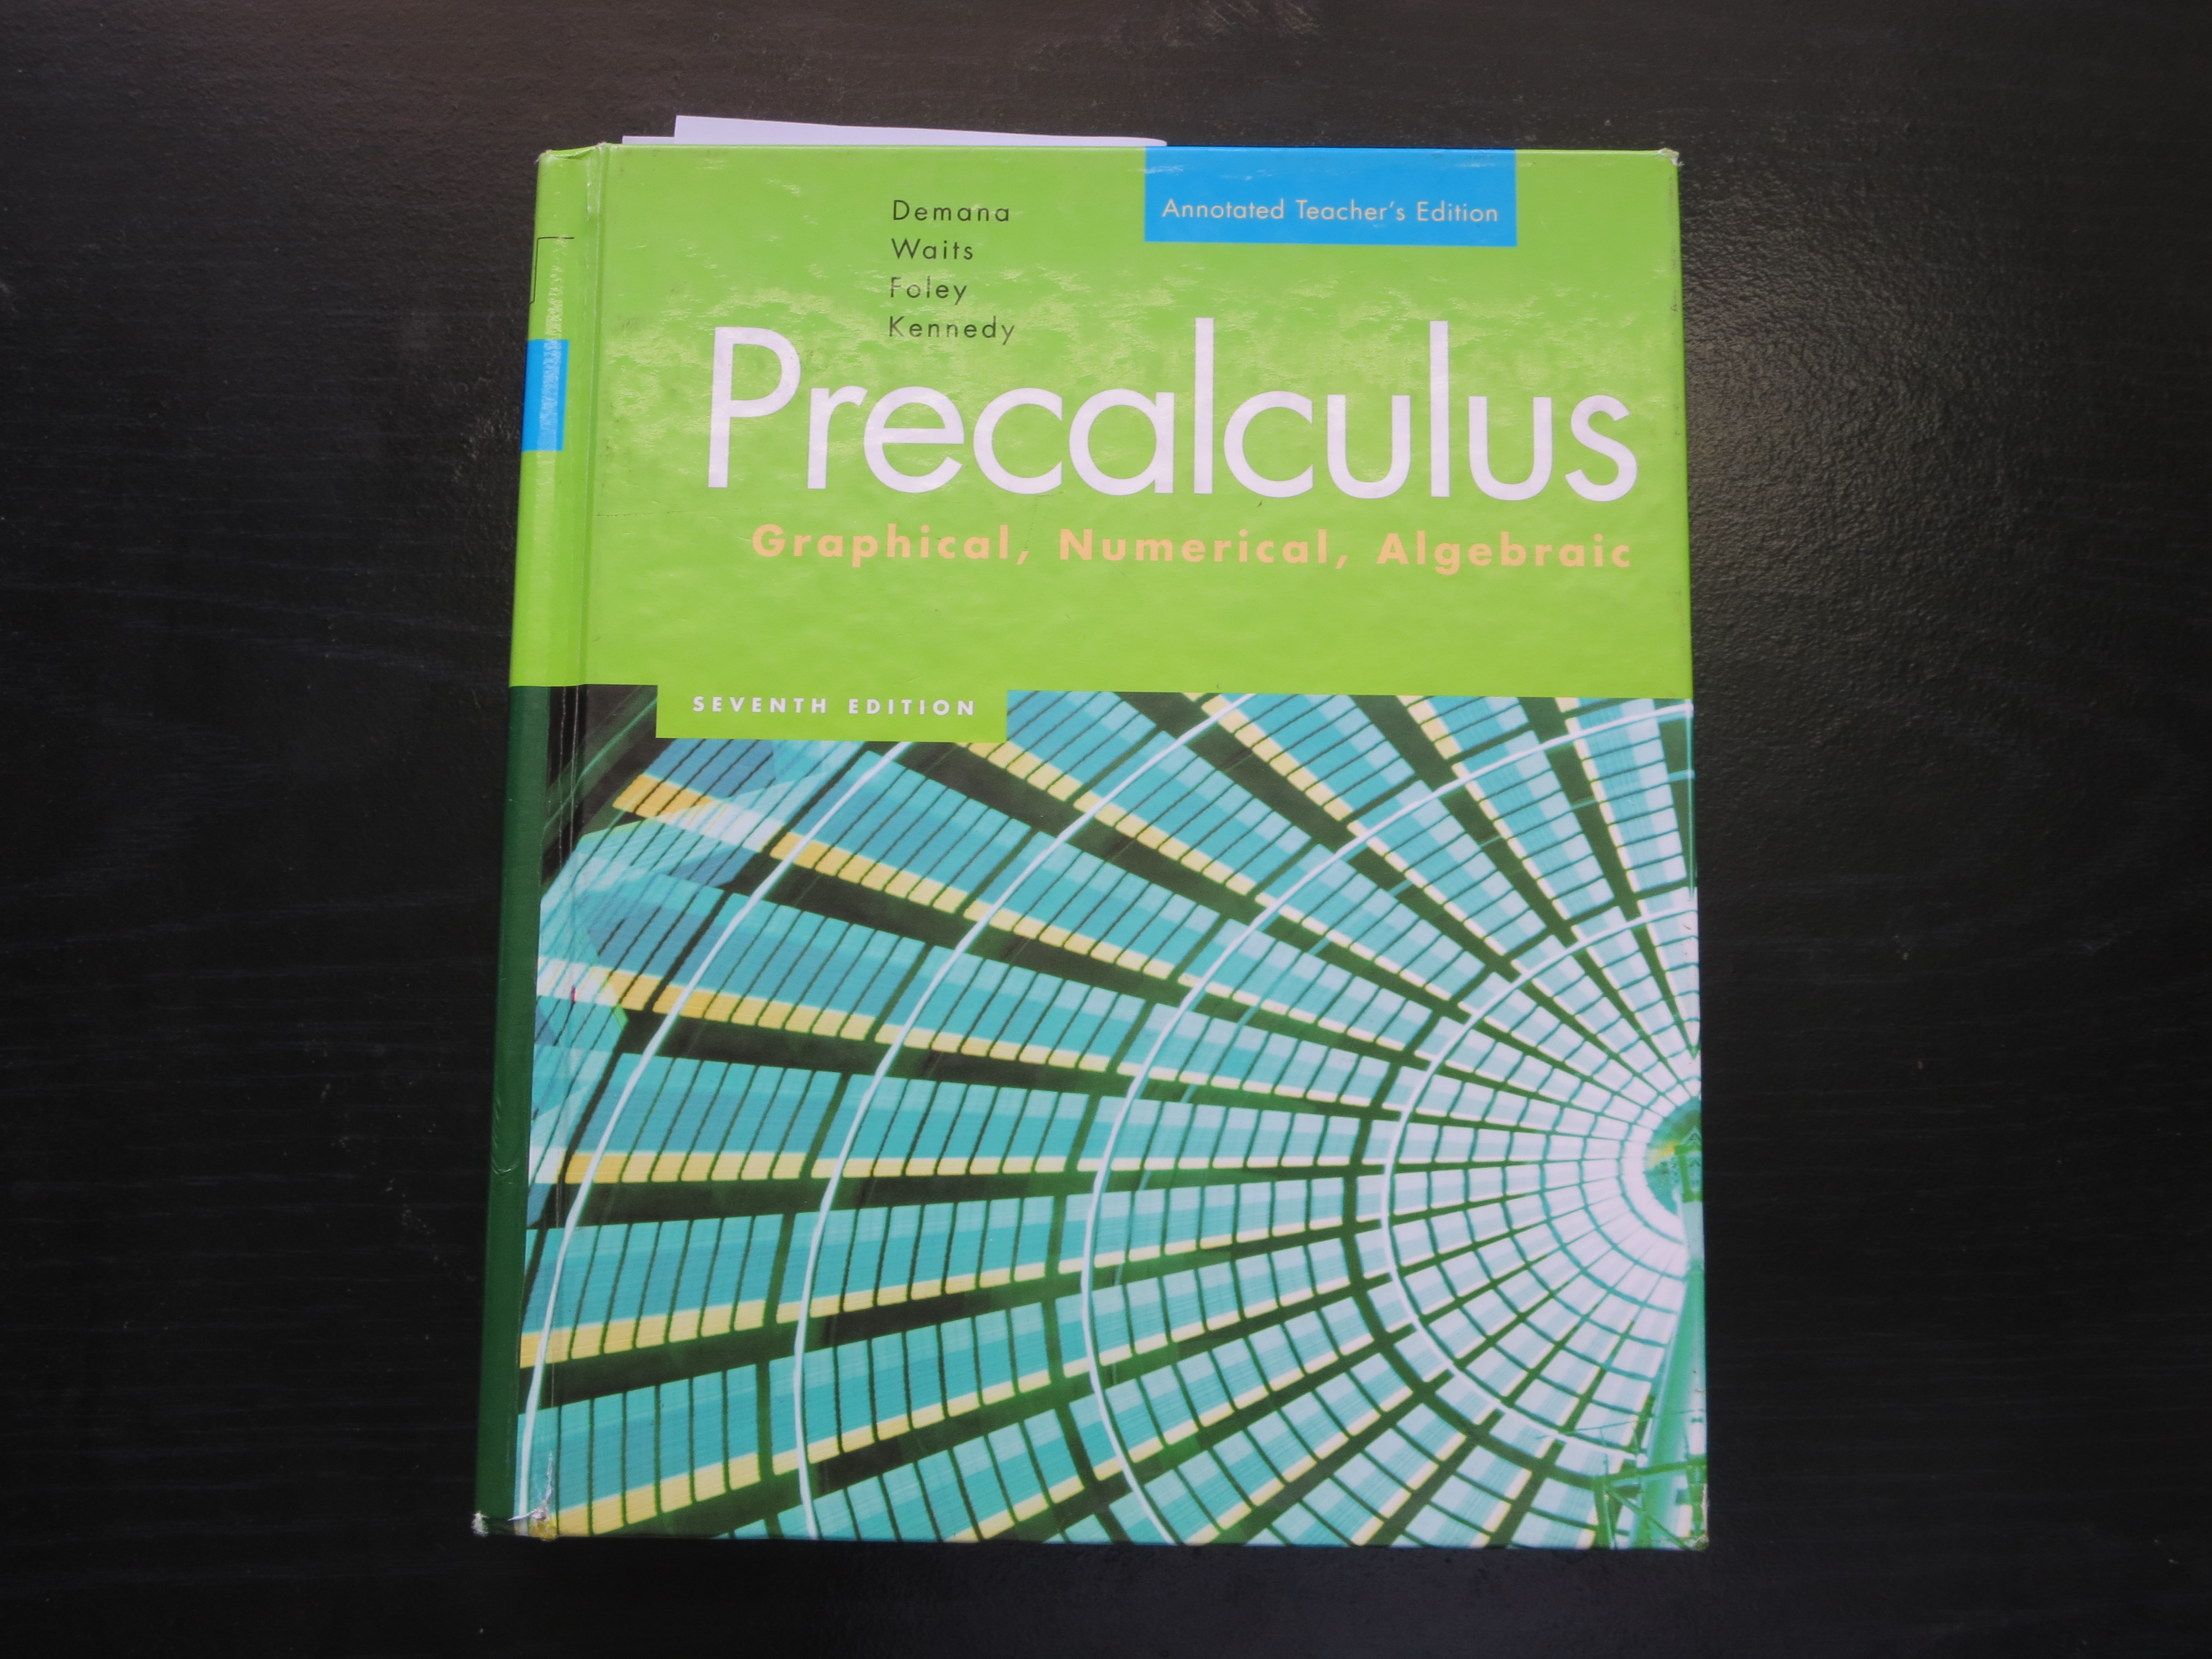 Demana
Waits
Foley
Kennedy
Annotated Teacher's Edition
Precalculus
Graphical, Numerical, Algebraic
SEVENTH EDITION